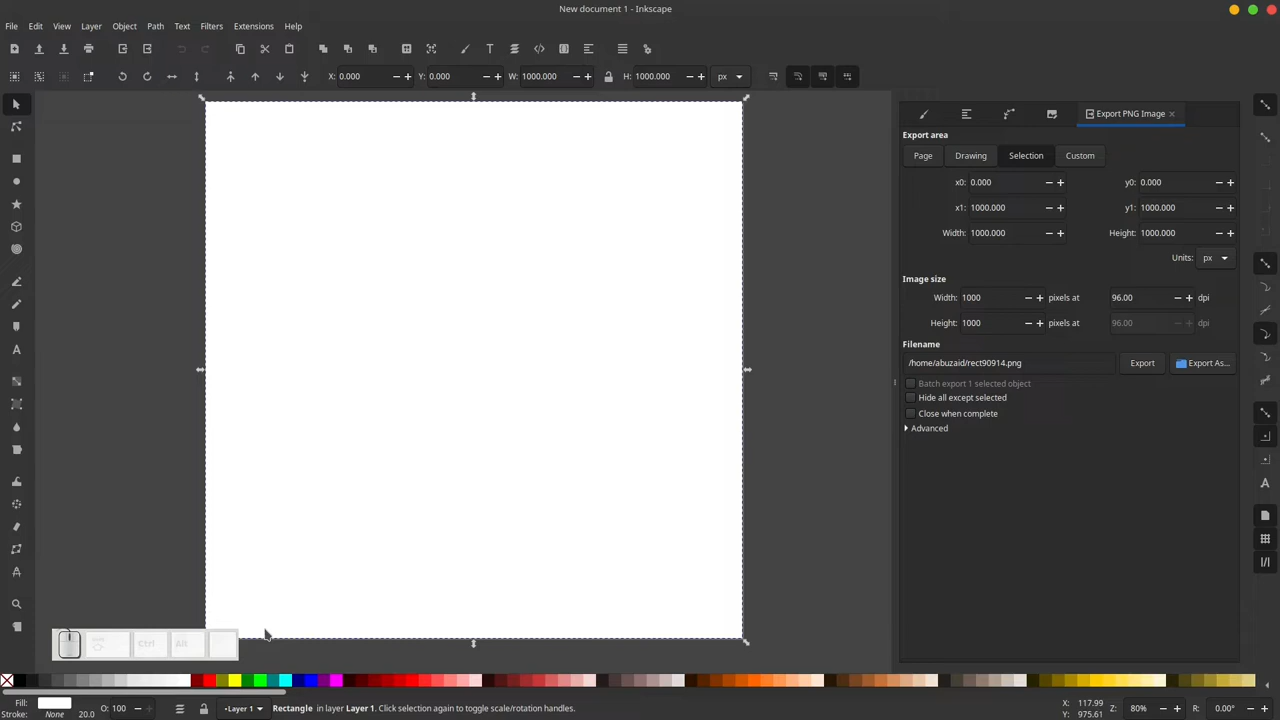 New document 1 - Inkscape
File Edit View Layer Object Path Text Filters Extensions Help
X: 0.000 Y: 0.000 W: 1000.000 H: 1000.000 px
Export PNG Image
Export area
Page Drawing Selection Custom
x0: 0.000 y0: 0.000
x1: 1000.000 y1: 1000.000
Width: 1000.000 Height: 1000.000
Units: px
Image size
Width: 1000 pixels at 96.00 dpi
Height: 1000 pixels at 96.00 dpi
Filename
/home/abuzaid/rect90914.png Export Export As...
Batch export 1 selected object
Hide all except selected
Close when complete
Advanced
Ctrl Alt
Fill:
Stroke: None 20.0
O: 100
•Layer 1
Rectangle in layer Layer 1. Click selection again to toggle scale/rotation handles.
X: 117.99
Y: 975.61
Z: 80%
R: 0.00°